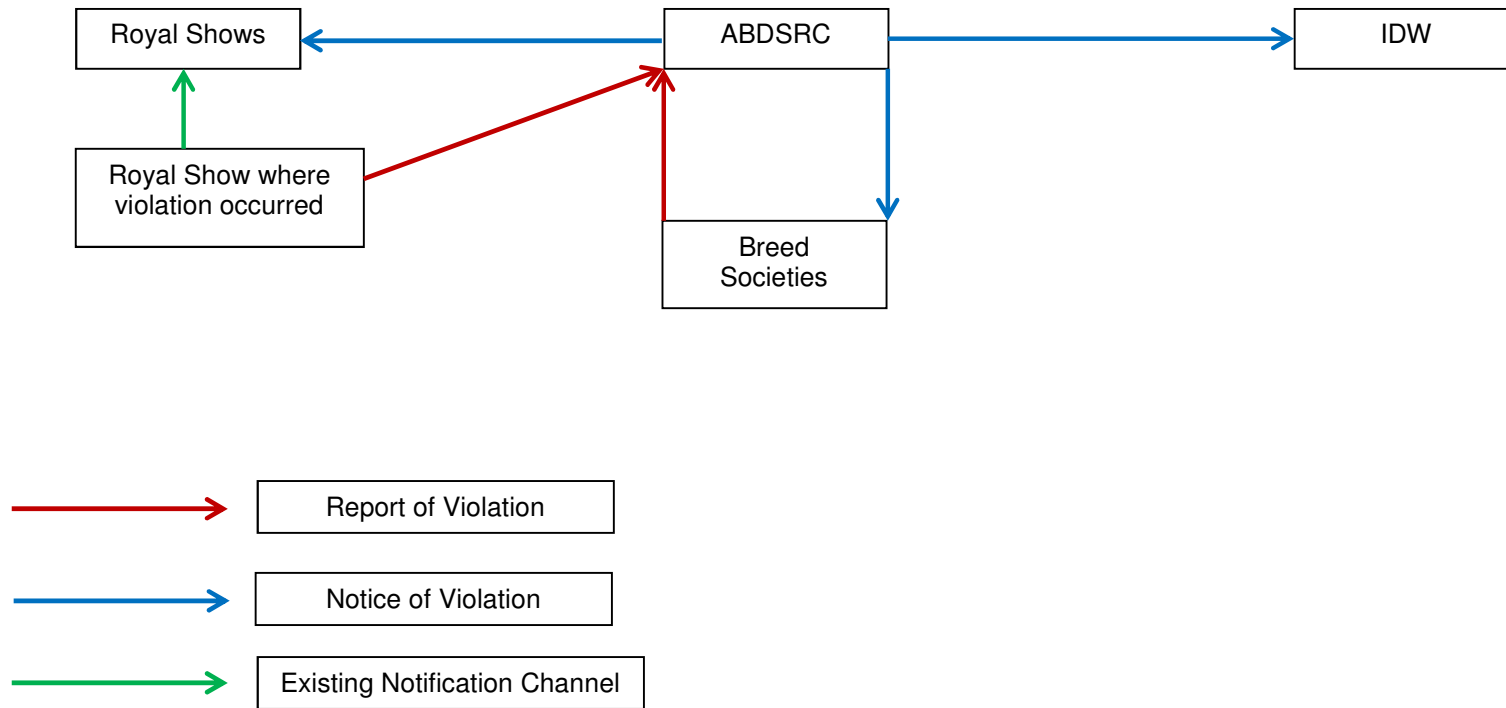 Royal Shows
ABDSRC
IDW
Royal Show where
violation occurred
Breed
Societies
Report of Violation
Notice of Violation
Existing Notification Channel